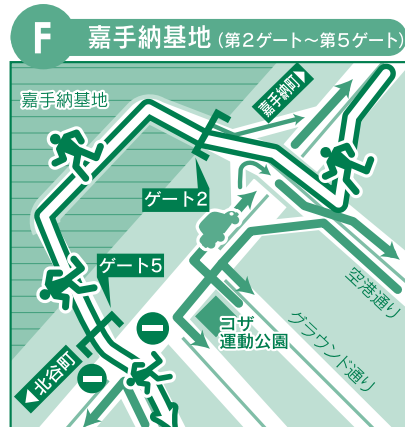 F
嘉手納基地(第2ゲート〜第5ゲート)
嘉手納基地
嘉手納町▶
ゲート2
ゲート5
空港通り
コザ
運動公園
グラウンド通り
◀北谷町